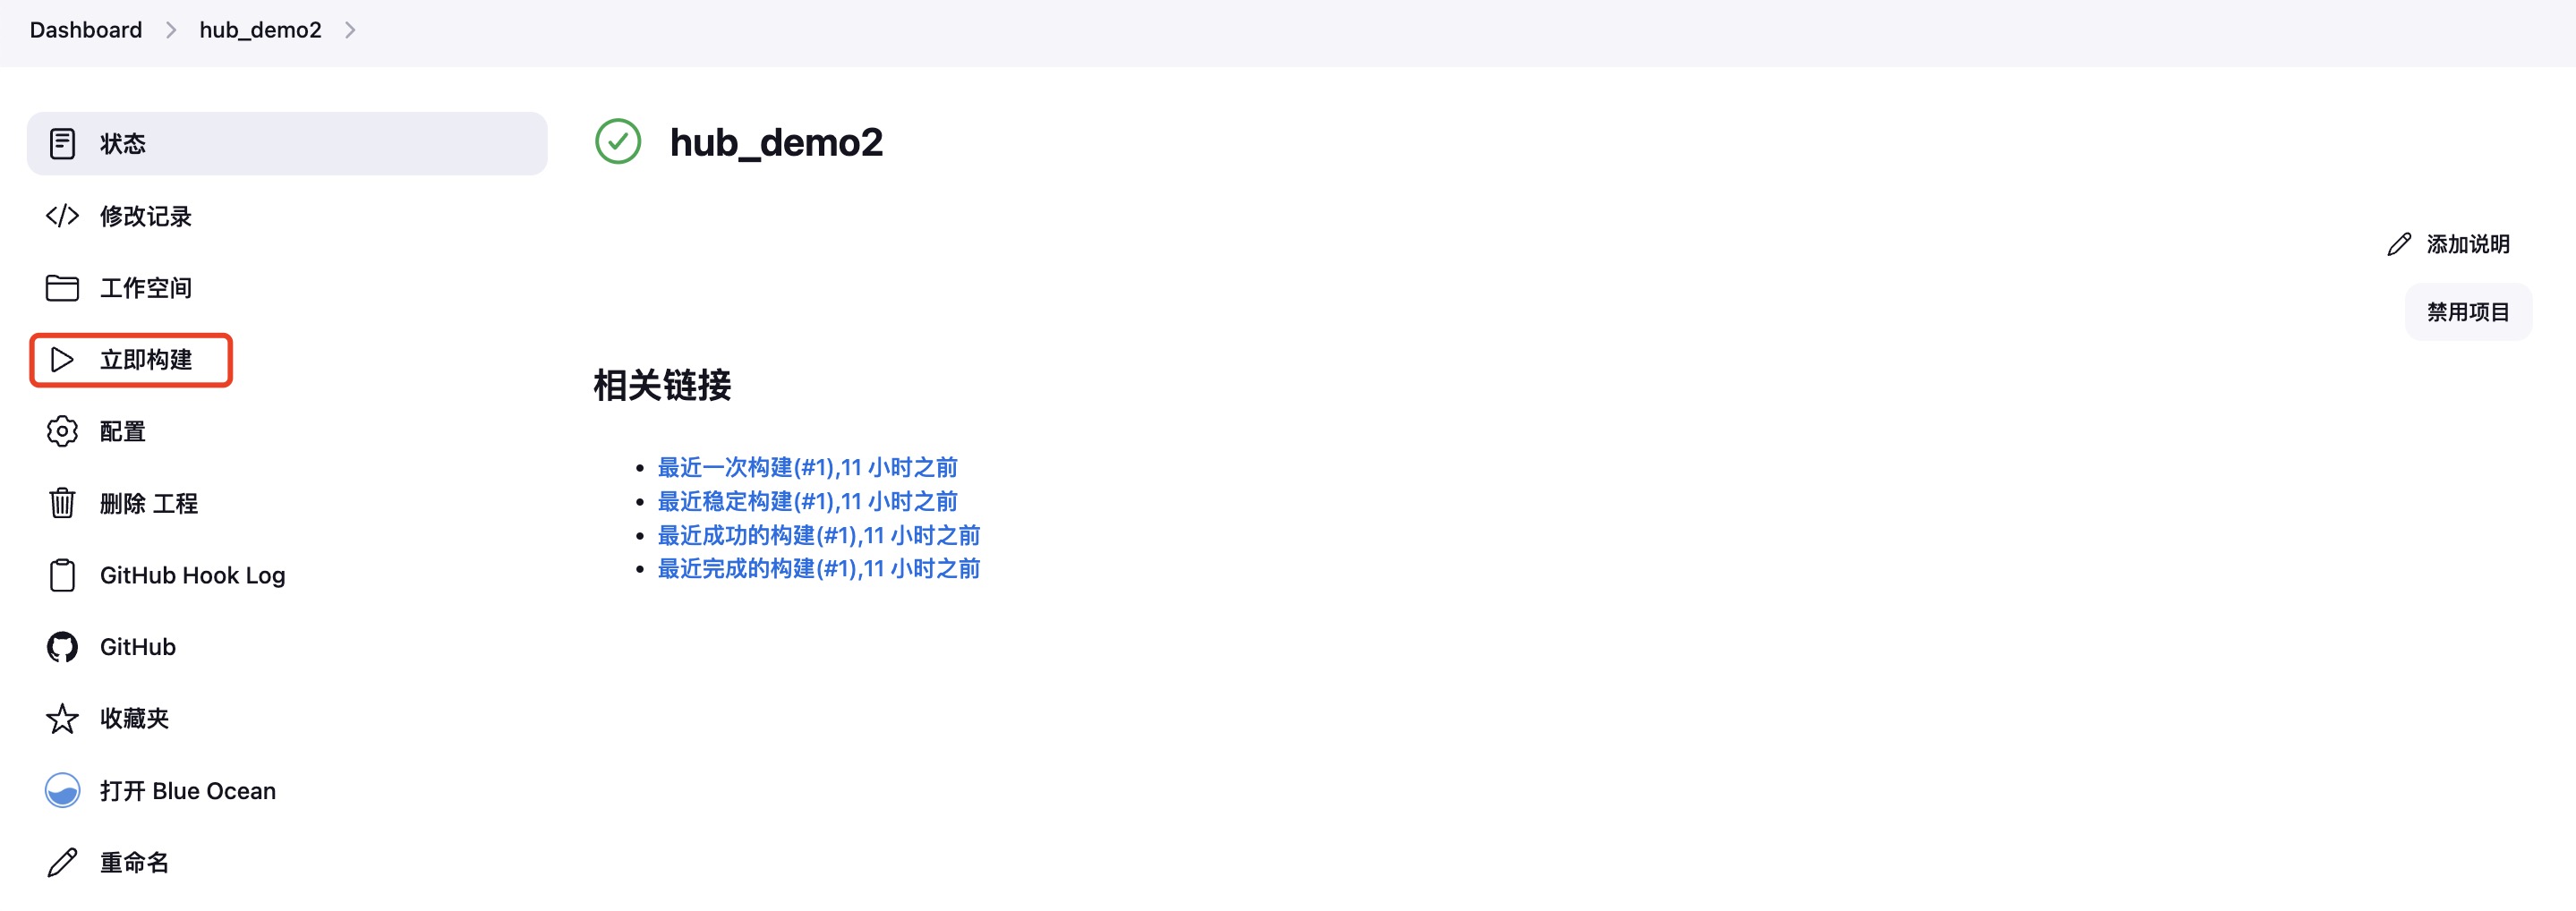 Dashboard hub_demo2
状态
修改记录
工作空间
立即构建
配置
删除 工程
GitHub Hook Log
GitHub
收藏夹
打开 Blue Ocean
重命名
hub_demo2
添加说明
禁用项目
相关链接
最近一次构建(#1),11 小时之前
最近稳定构建(#1),11 小时之前
最近成功的构建(#1),11 小时之前
最近完成的构建(#1),11 小时之前